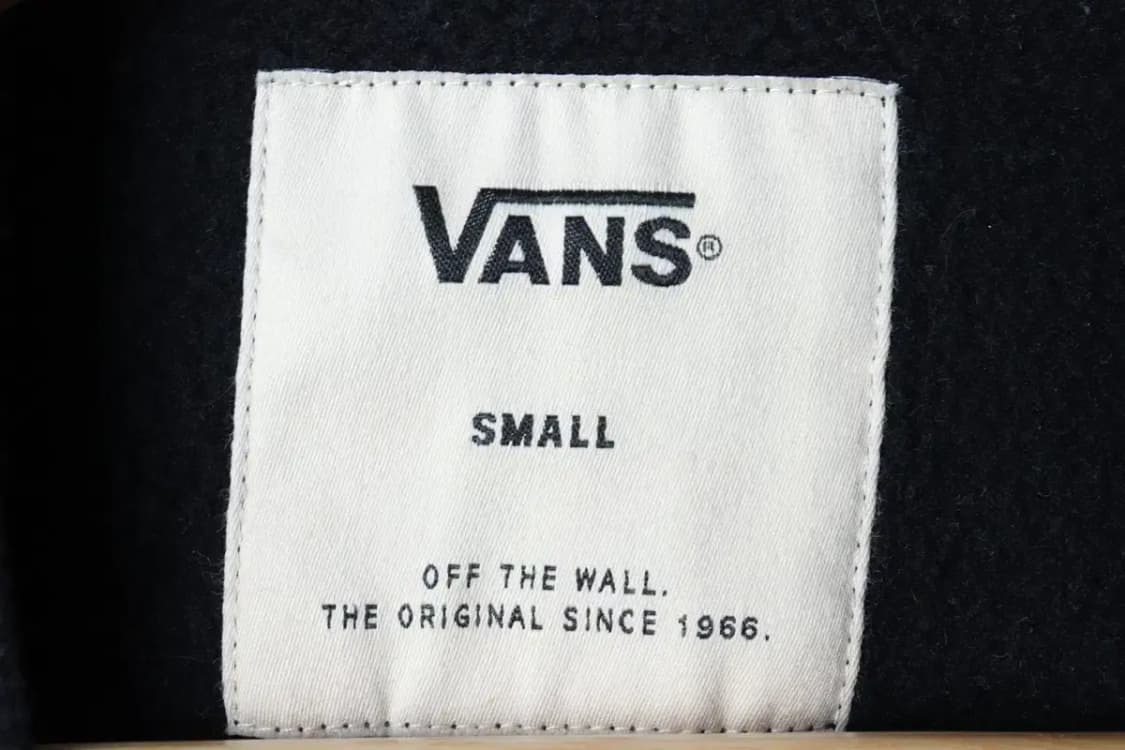 VANS®
SMALL
OFF THE WALL.
THE ORIGINAL SINCE 1966.